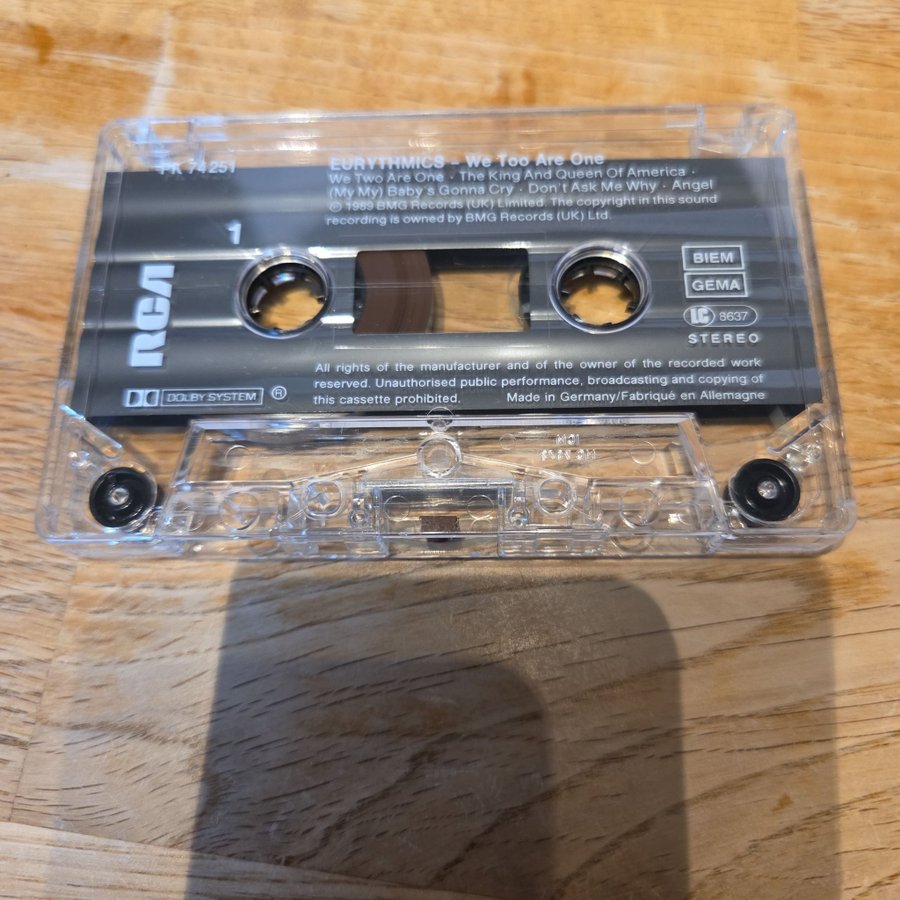 PK 74251
EURYTHMICS – We Too Are One
We Two Are One · The King And Queen Of America ·
(My My) Baby's Gonna Cry · Don't Ask Me Why · Angel
℗ 1989 BMG Records (UK) Limited. The copyright in this sound
recording is owned by BMG Records (UK) Ltd.
1
RCA
BIEM
GEMA
LC 8637
STEREO
All rights of the manufacturer and of the owner of the recorded work
reserved. Unauthorised public performance, broadcasting and copying of
this cassette prohibited. Made in Germany/Fabriqué en Allemagne
DOLBY SYSTEM ®